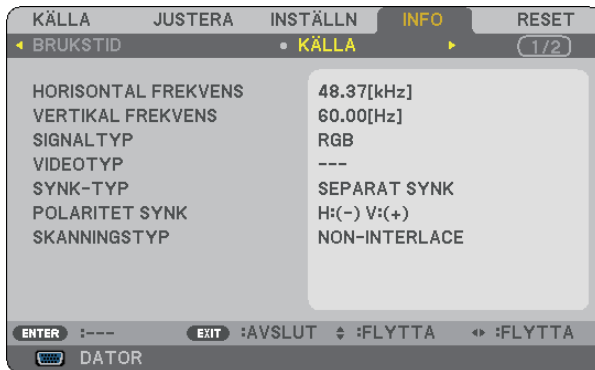 KÄLLA JUSTERA INSTÄLLN INFO RESET
BRUKSTID KÄLLA 1/2
HORISONTAL FREKVENS 48.37[kHz]
VERTIKAL FREKVENS 60.00[Hz]
SIGNALTYP RGB
VIDEOTYP ---
SYNK-TYP SEPARAT SYNK
POLARITET SYNK H:(-) V:(+)
SKANNINGSTYP NON-INTERLACE
ENTER :--- EXIT :AVSLUT :FLYTTA :FLYTTA
DATOR